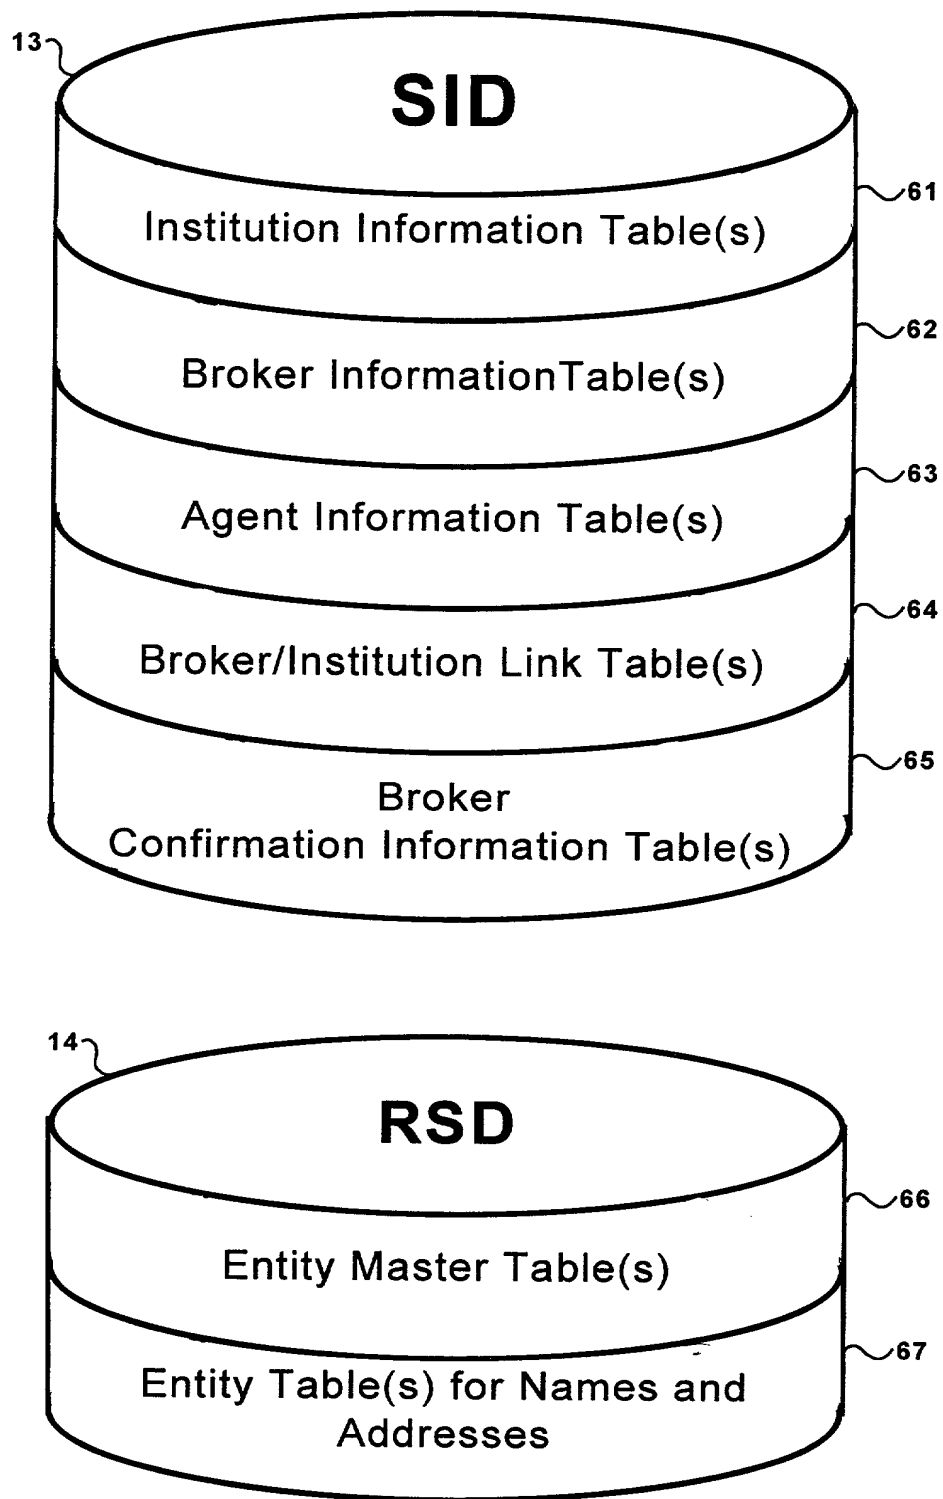 13
SID
61
Institution Information Table(s)
62
Broker InformationTable(s)
63
Agent Information Table(s)
64
Broker/Institution Link Table(s)
65
Broker
Confirmation Information Table(s)
14
RSD
66
Entity Master Table(s)
67
Entity Table(s) for Names and
Addresses